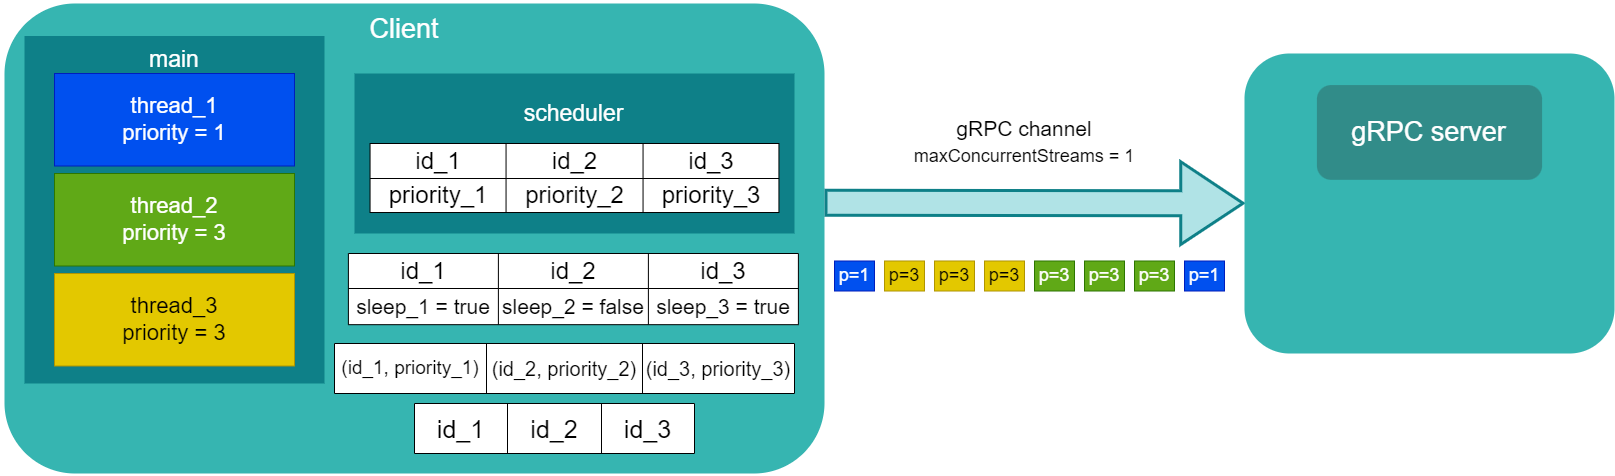 Client
main
thread_1
priority = 1
thread_2
priority = 3
thread_3
priority = 3
scheduler
id_1 id_2 id_3
priority_1 priority_2 priority_3
id_1 id_2 id_3
sleep_1 = true sleep_2 = false sleep_3 = true
(id_1, priority_1) (id_2, priority_2) (id_3, priority_3)
id_1 id_2 id_3
gRPC channel
maxConcurrentStreams = 1
p=1 p=3 p=3 p=3 p=3 p=3 p=3 p=1
gRPC server